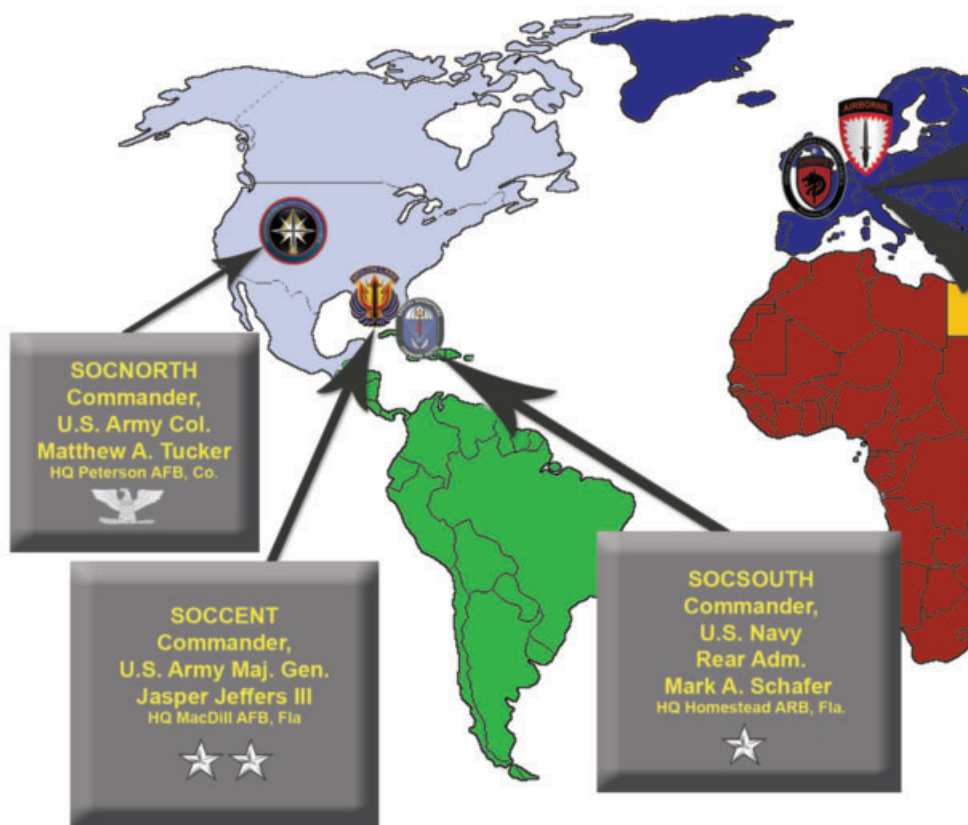 AIRBORNE
SOCNORTH
Commander,
U.S. Army Col.
Matthew A. Tucker
HQ Peterson AFB, Co.
SOCCENT
Commander,
U.S. Army Maj. Gen.
Jasper Jeffers III
HQ MacDill AFB, Fla
SOCSOUTH
Commander,
U.S. Navy
Rear Adm.
Mark A. Schafer
HQ Homestead ARB, Fla.